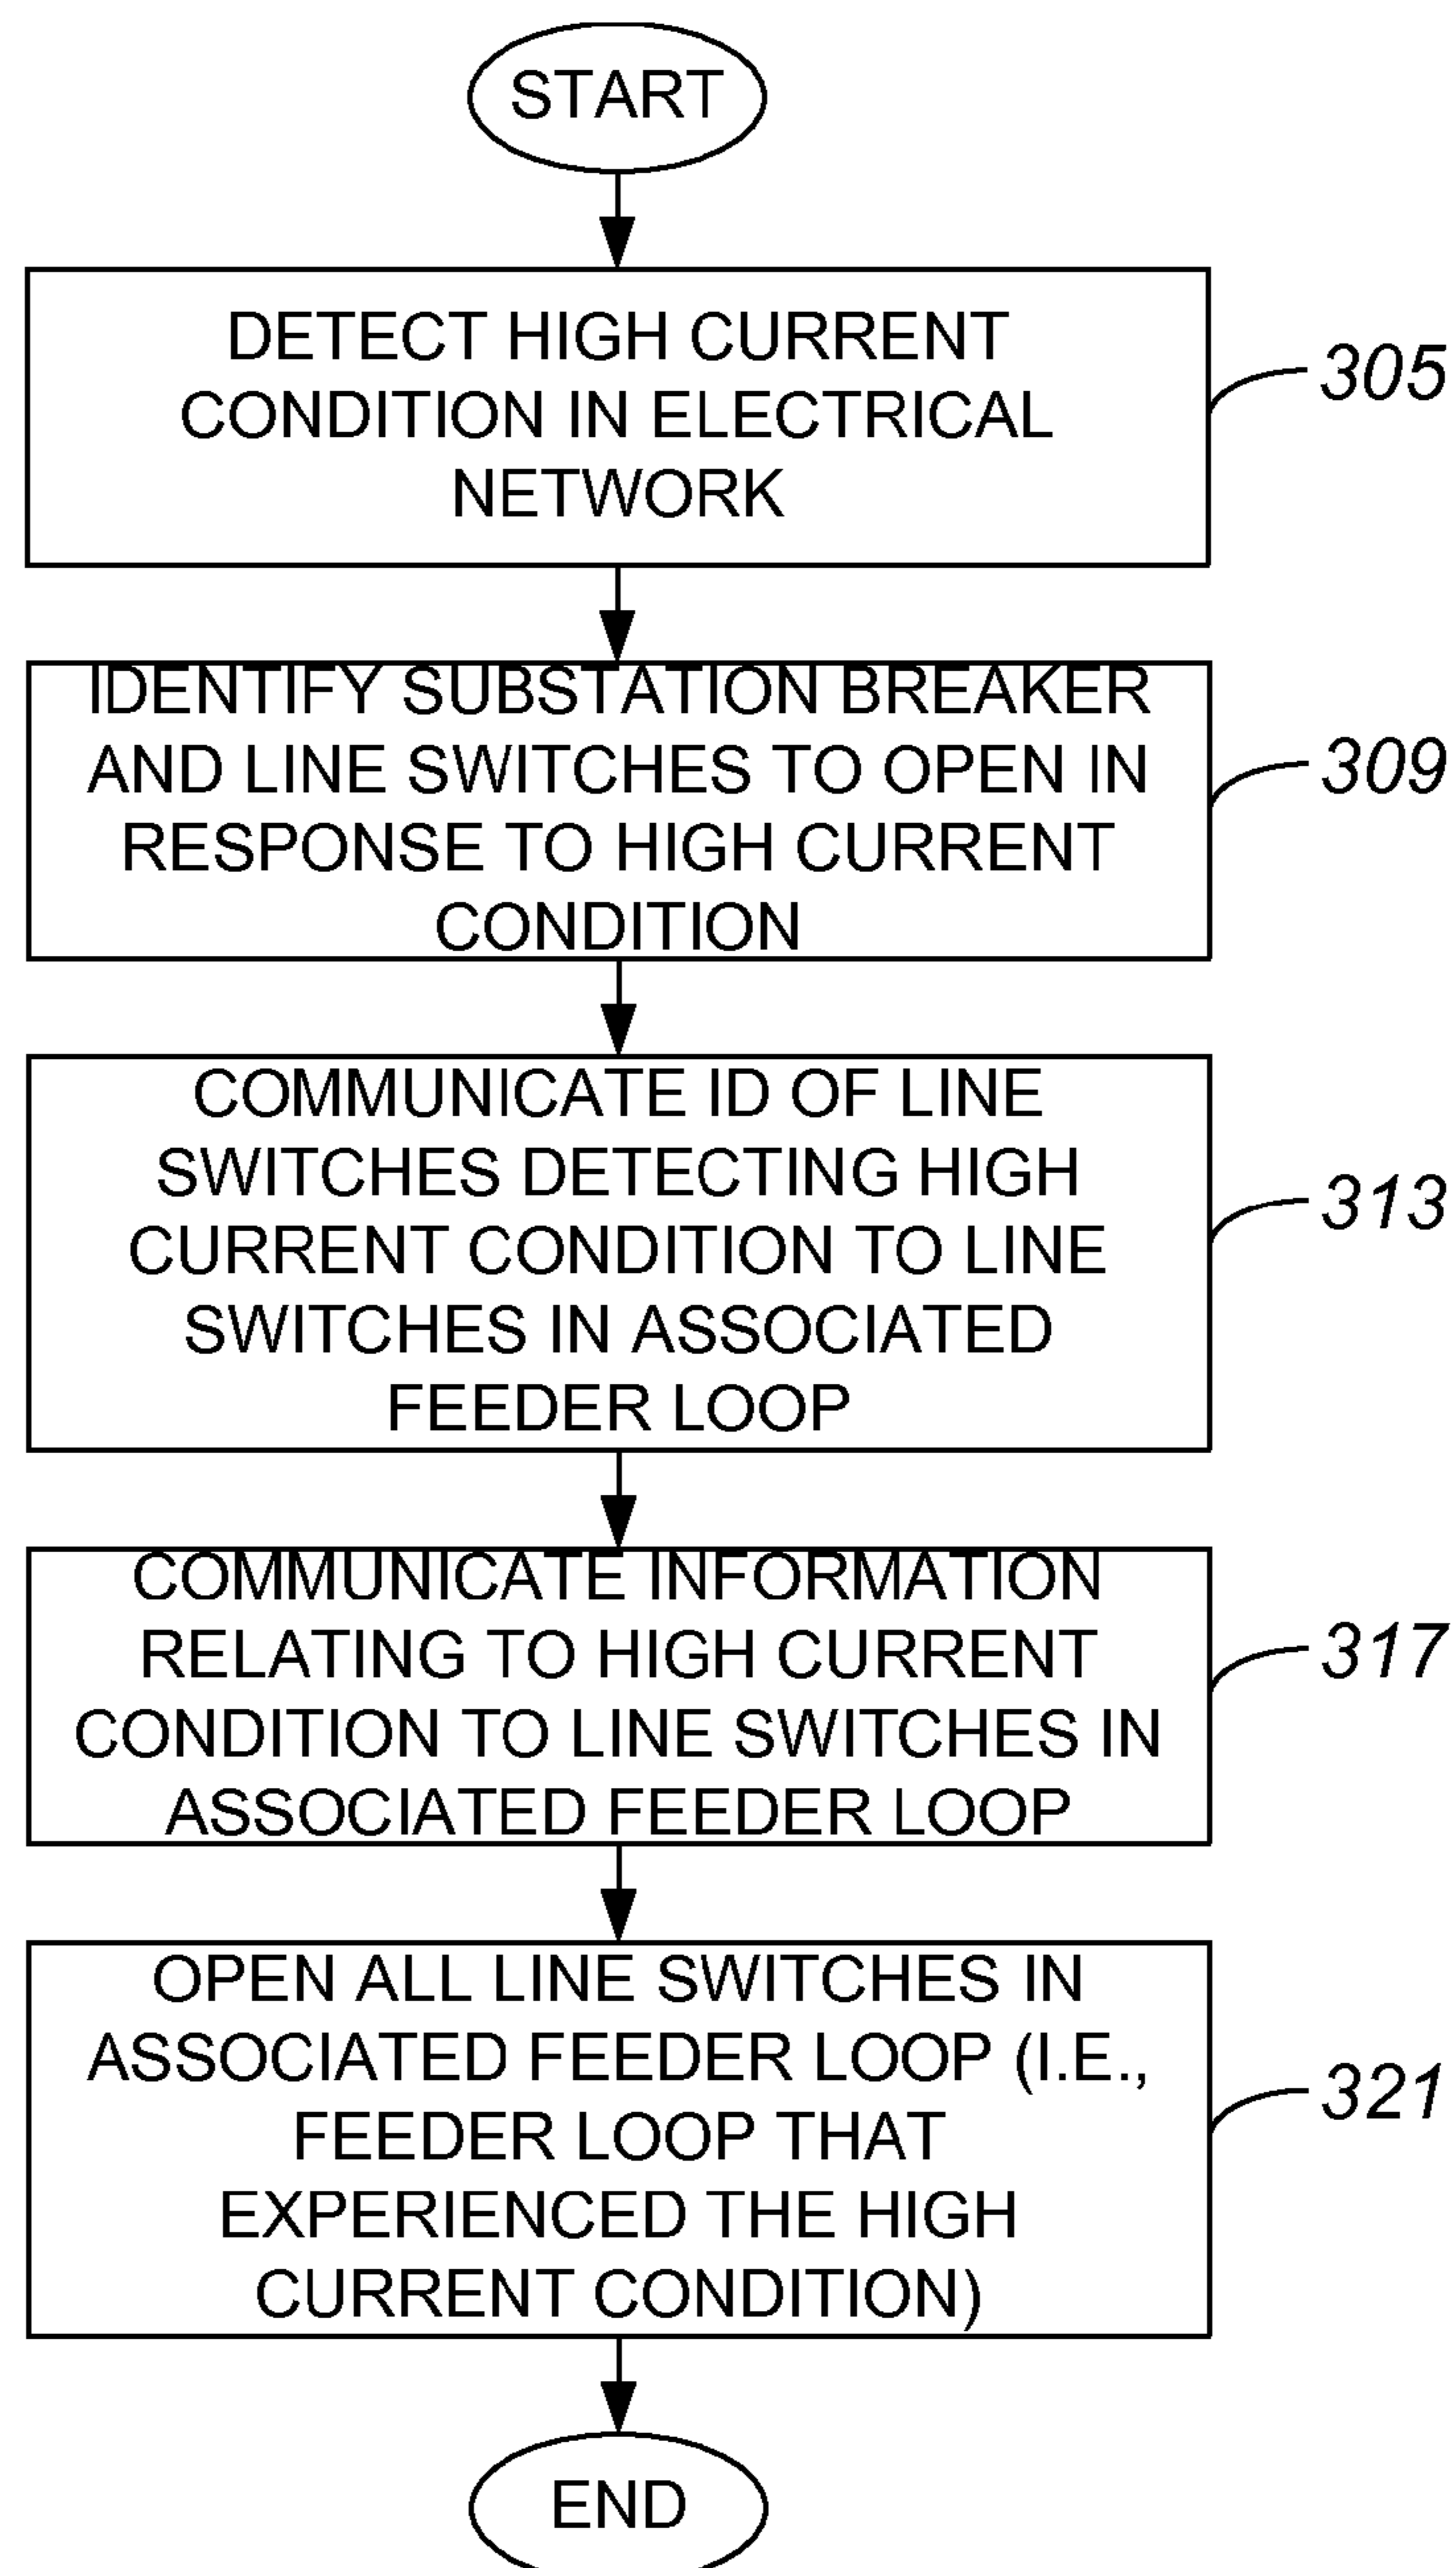 START
DETECT HIGH CURRENT
CONDITION IN ELECTRICAL
NETWORK
305
IDENTIFY SUBSTATION BREAKER
AND LINE SWITCHES TO OPEN IN
RESPONSE TO HIGH CURRENT
CONDITION
309
COMMUNICATE ID OF LINE
SWITCHES DETECTING HIGH
CURRENT CONDITION TO LINE
SWITCHES IN ASSOCIATED
FEEDER LOOP
313
COMMUNICATE INFORMATION
RELATING TO HIGH CURRENT
CONDITION TO LINE SWITCHES IN
ASSOCIATED FEEDER LOOP
317
OPEN ALL LINE SWITCHES IN
ASSOCIATED FEEDER LOOP (I.E.,
FEEDER LOOP THAT
EXPERIENCED THE HIGH
CURRENT CONDITION)
321
END